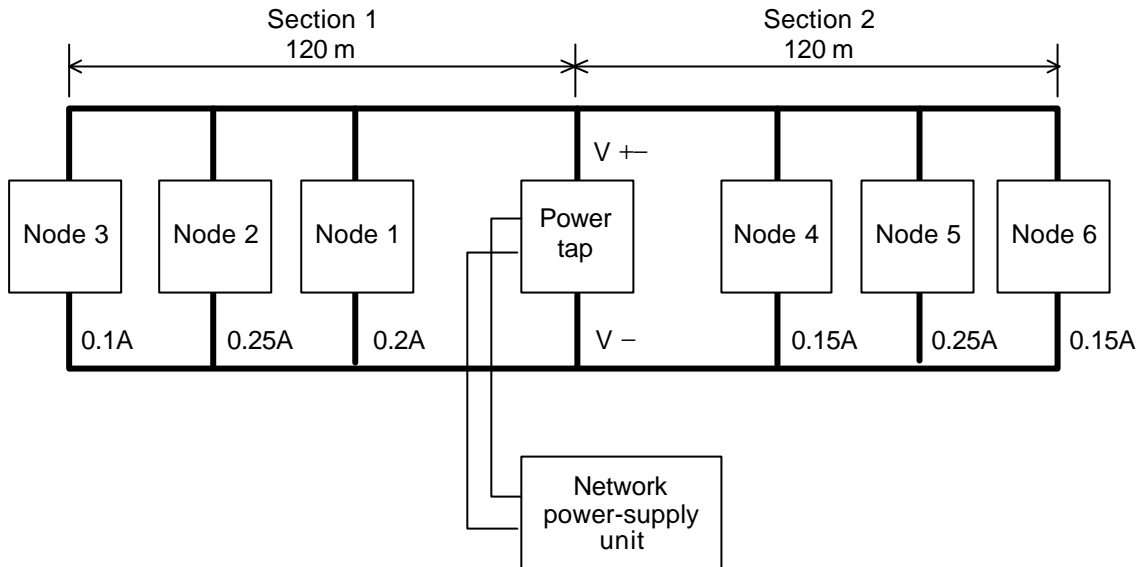 Section 1
120 m
Section 2
120 m
V +–
Node 3
Node 2
Node 1
Power
tap
Node 4
Node 5
Node 6
0.1A
0.25A
0.2A
V –
0.15A
0.25A
0.15A
Network
power-supply
unit